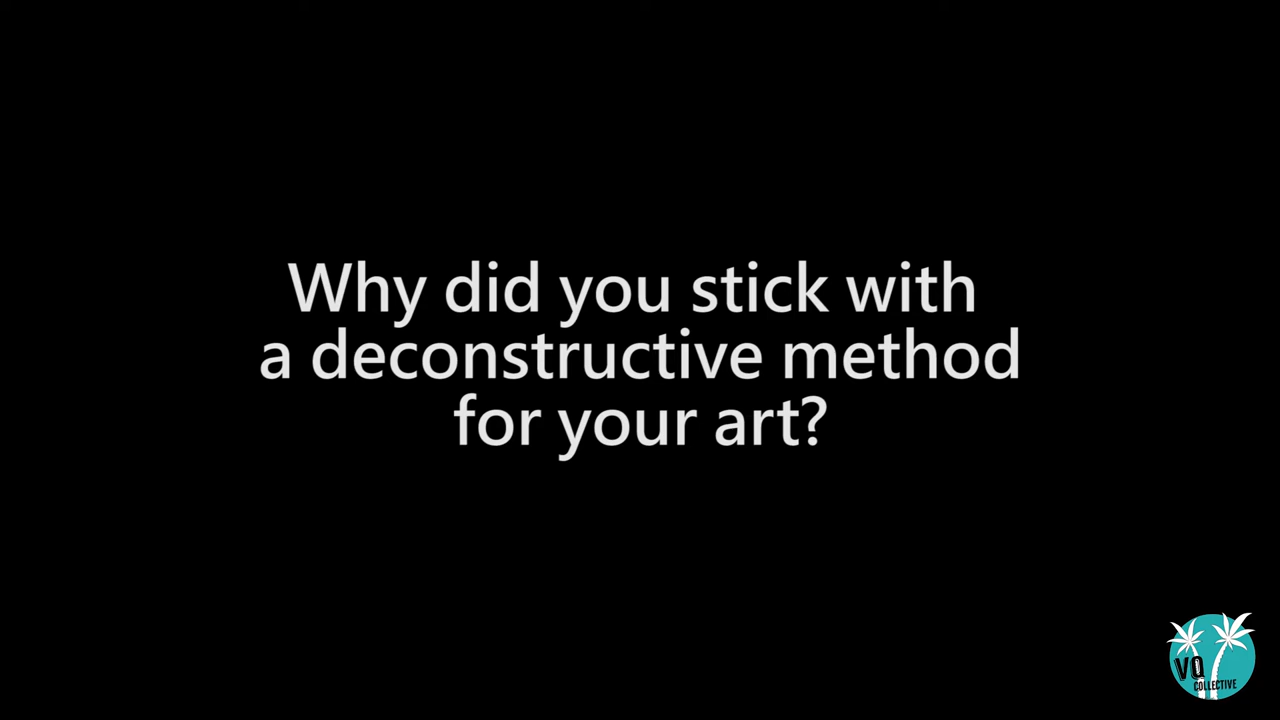 Why did you stick with
a deconstructive method
for your art?
VQ
COLLECTIVE